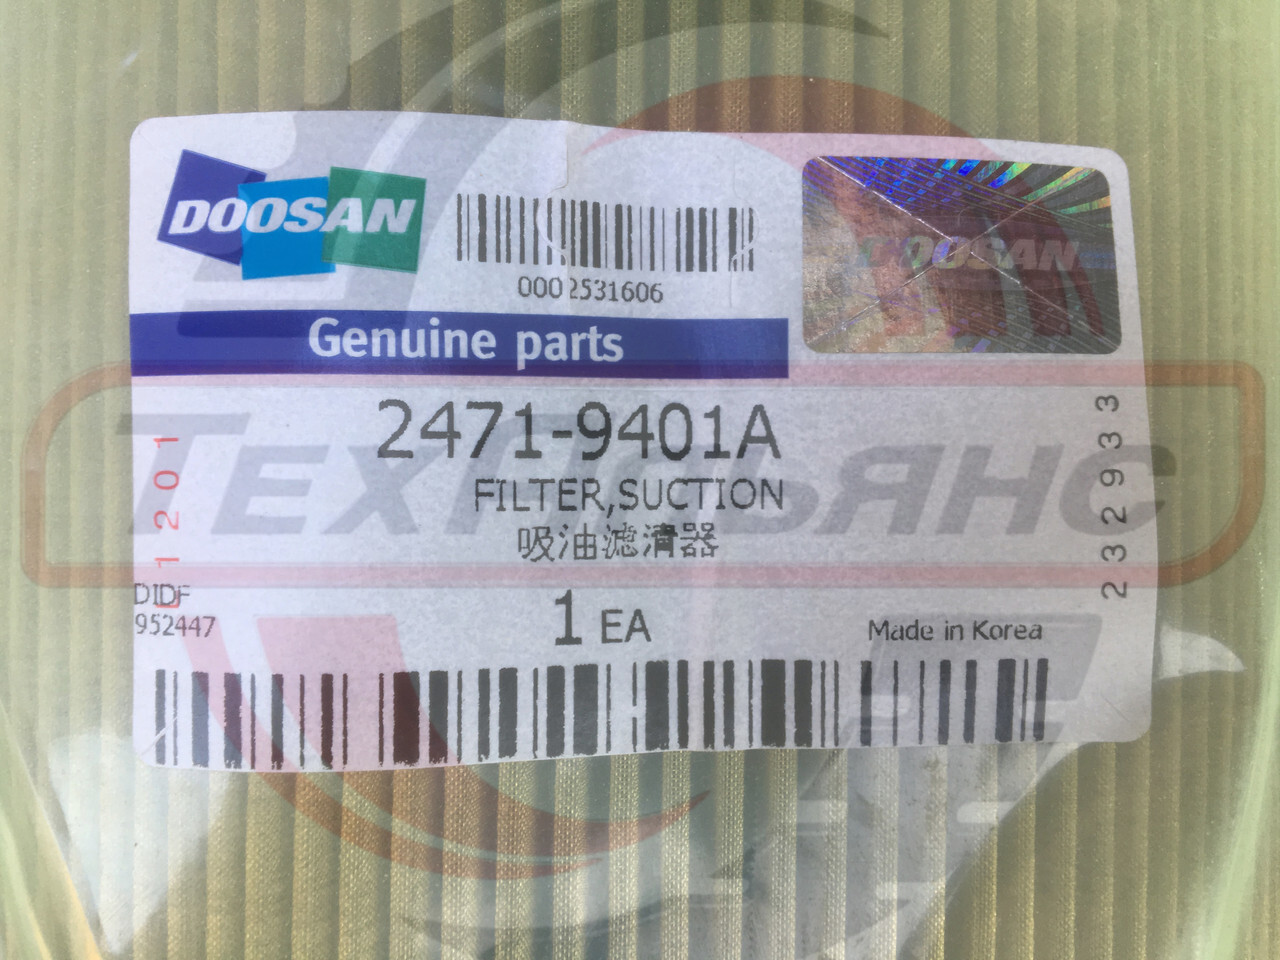 DOOSAN
0002531606
DOOSAN
Genuine parts
2471-9401A
FILTER,SUCTION
吸油滤清器
1201
232933
DIDF
952447
1 EA
Made in Korea